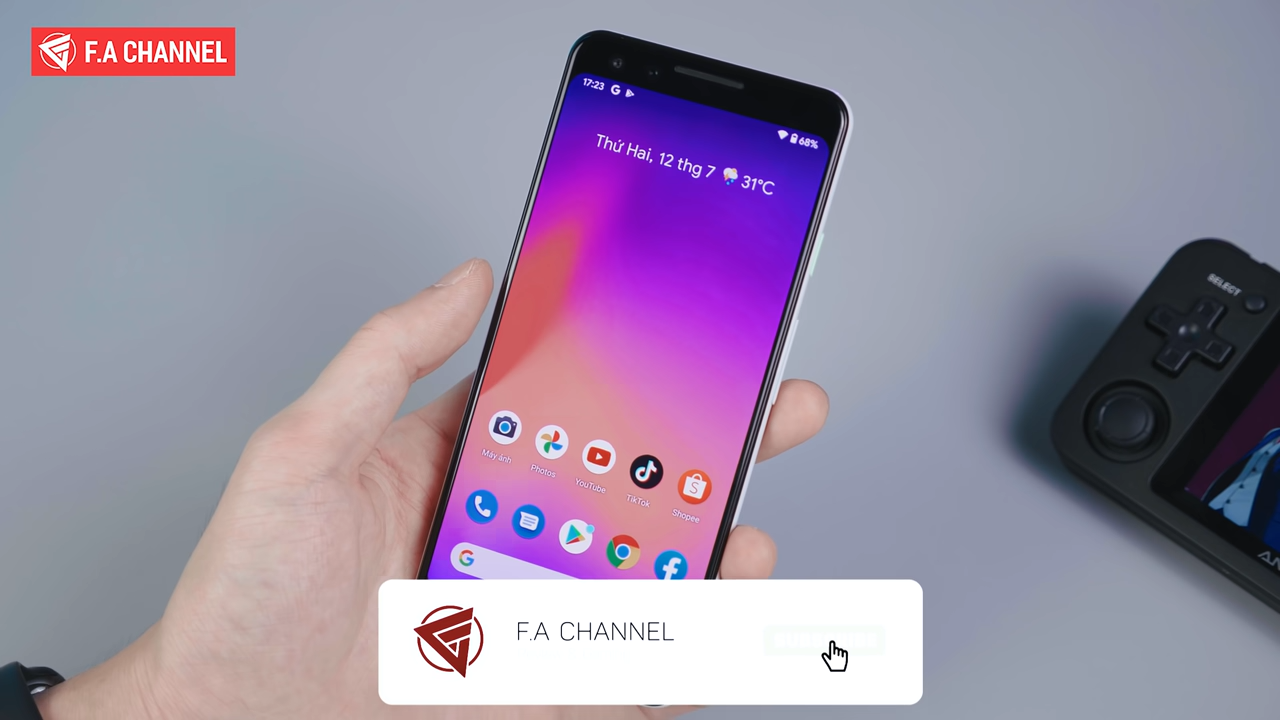 F.A CHANNEL
17:23
68%
Thứ Hai, 12 thg 7 31°C
SELECT
Máy ảnh
Photos
YouTube
TikTok
Shopee
F.A CHANNEL